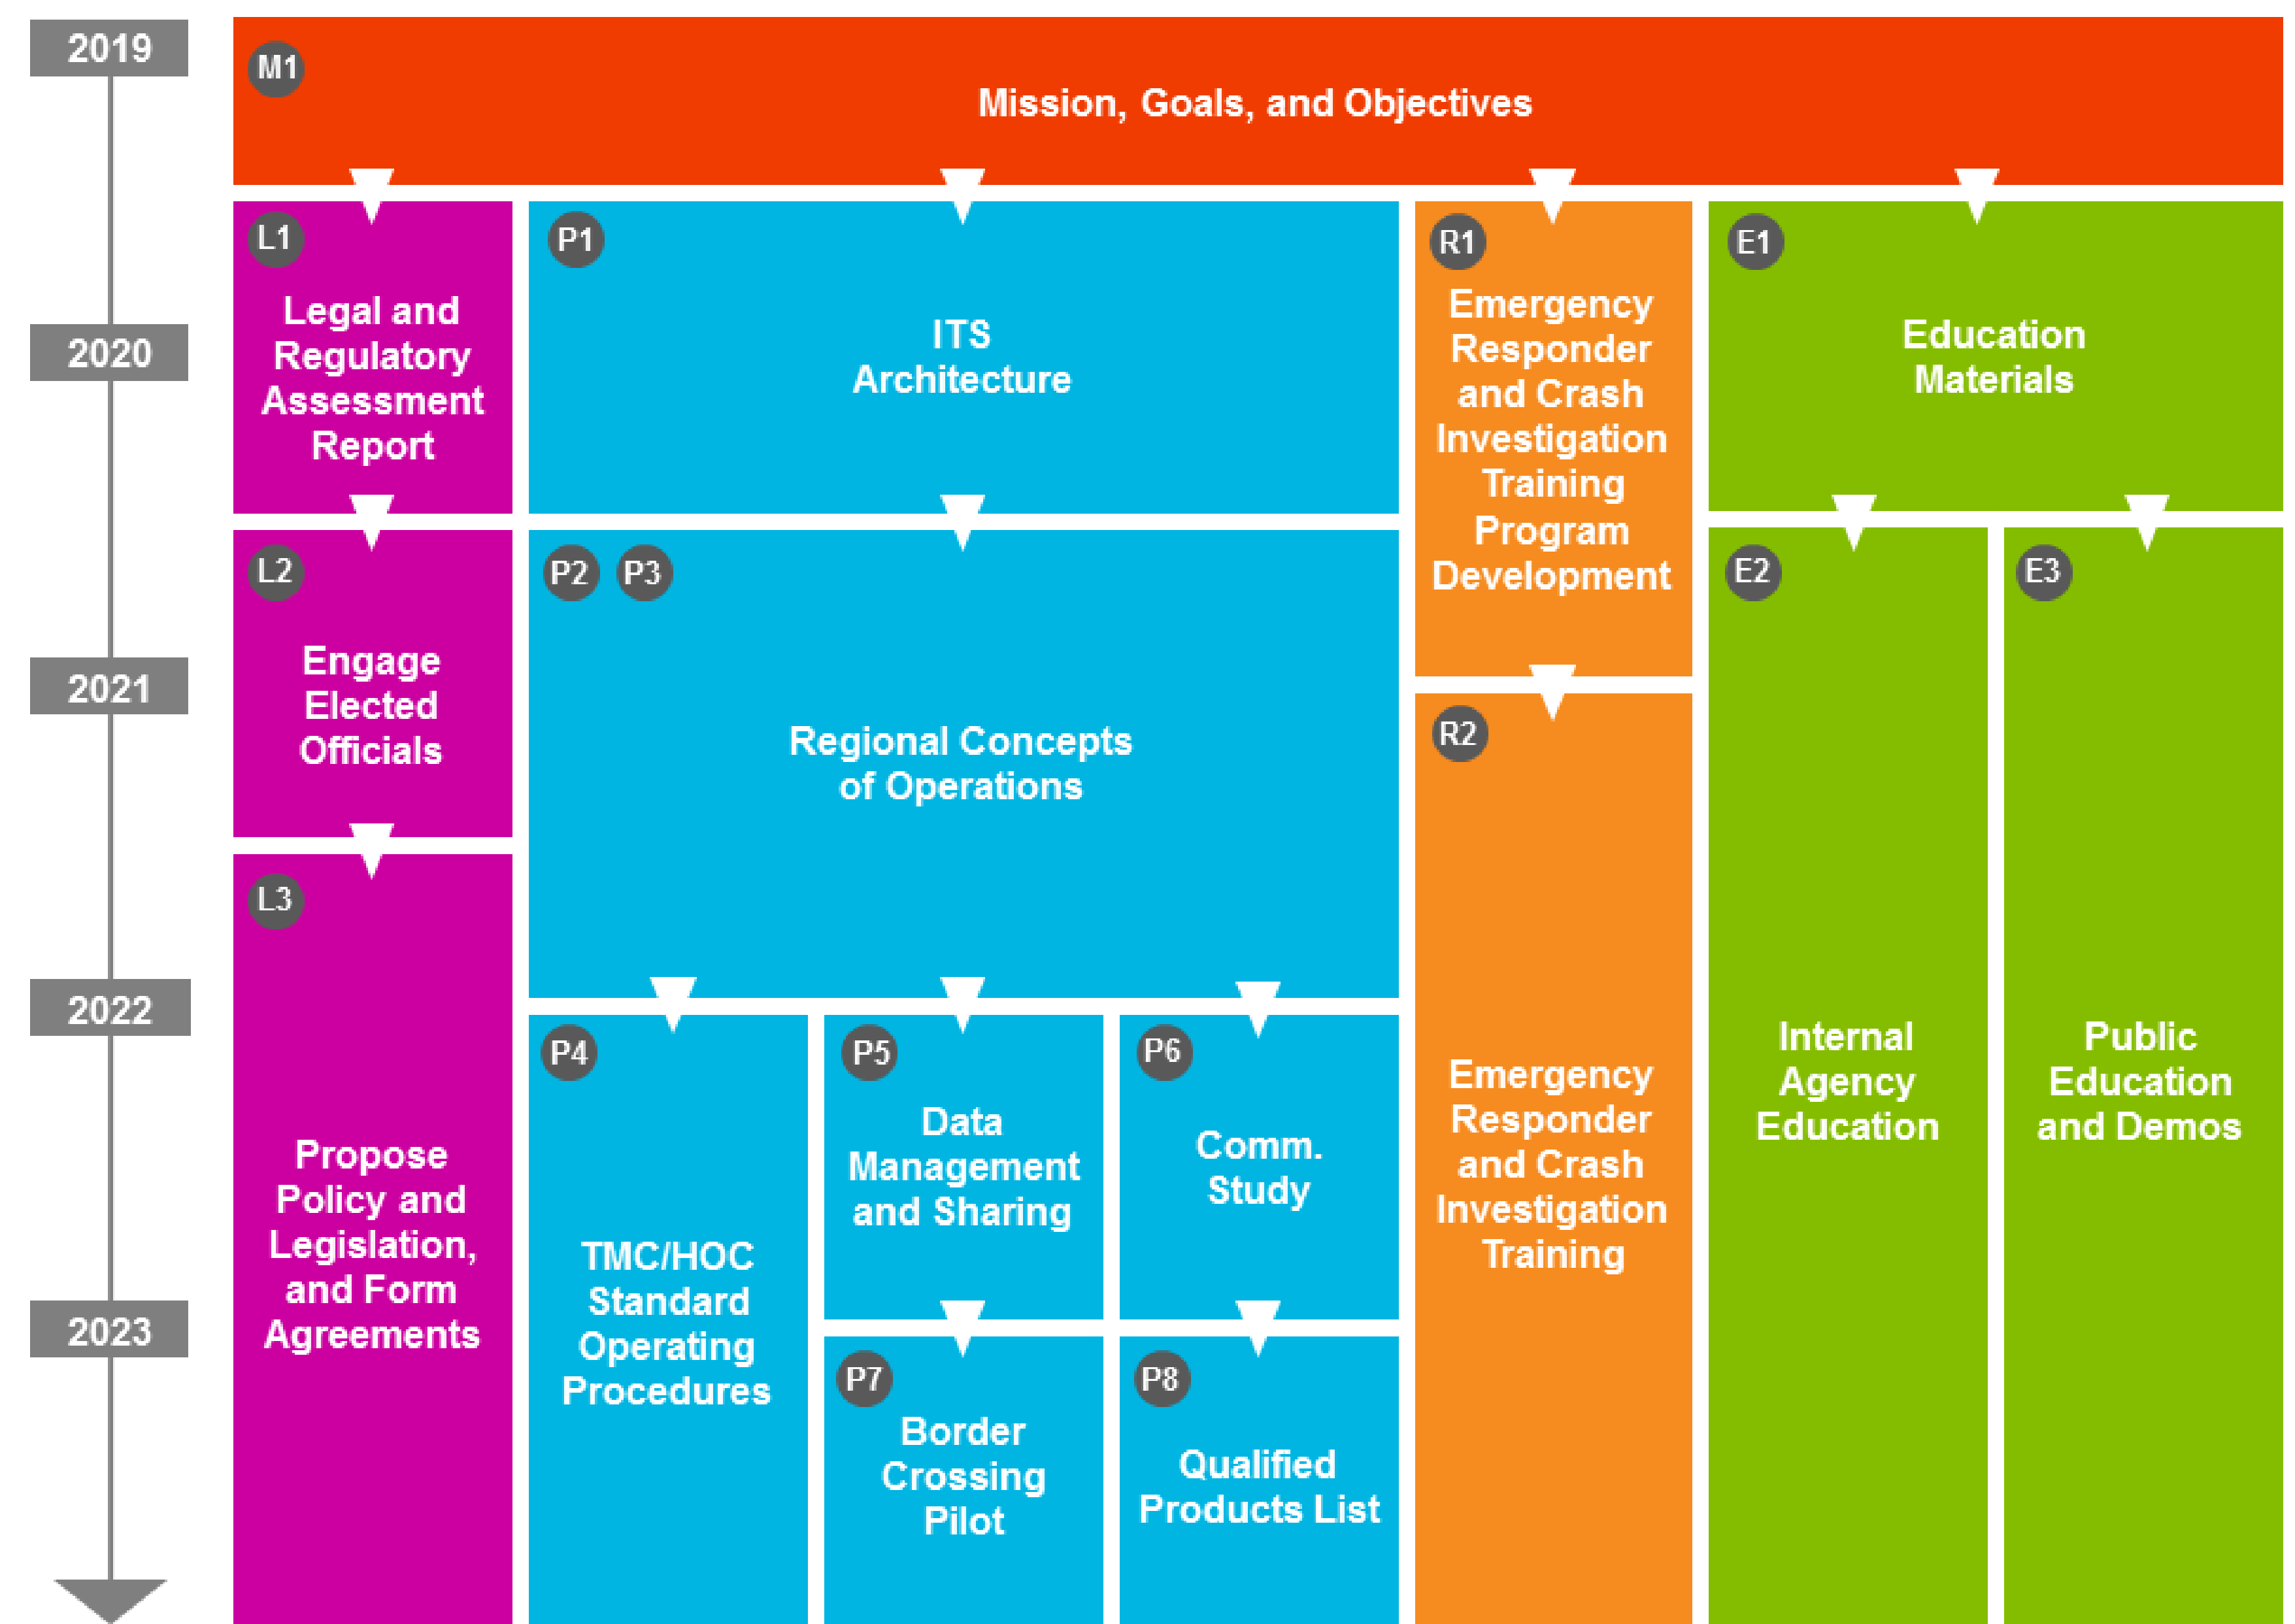 2019
M1
Mission, Goals, and Objectives
L1
Legal and
Regulatory
Assessment
Report
P1
ITS
Architecture
R1
Emergency
Responder
and Crash
Investigation
Training
Program
Development
E1
Education
Materials
2020
L2
Engage
Elected
Officials
P2 P3
Regional Concepts
of Operations
E2
Internal
Agency
Education
E3
Public
Education
and Demos
2021
R2
Emergency
Responder
and Crash
Investigation
Training
L3
Propose
Policy and
Legislation,
and Form
Agreements
2022
P4
TMC/HOC
Standard
Operating
Procedures
P5
Data
Management
and Sharing
P6
Comm.
Study
2023
P7
Border
Crossing
Pilot
P8
Qualified
Products List